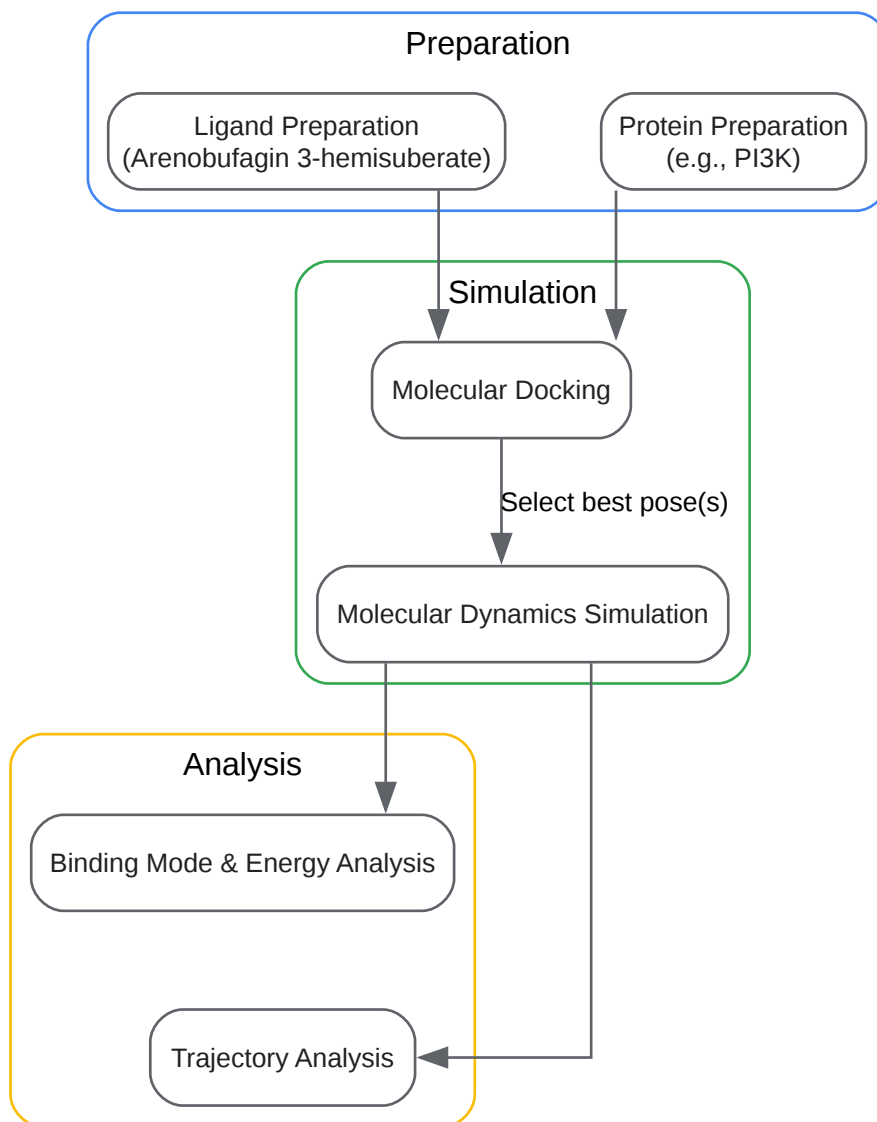 Preparation
Ligand Preparation
(Arenobufagin 3-hemisuberate)
Protein Preparation
(e.g., PI3K)
Simulation
Molecular Docking
Select best pose(s)
Molecular Dynamics Simulation
Analysis
Binding Mode & Energy Analysis
Trajectory Analysis